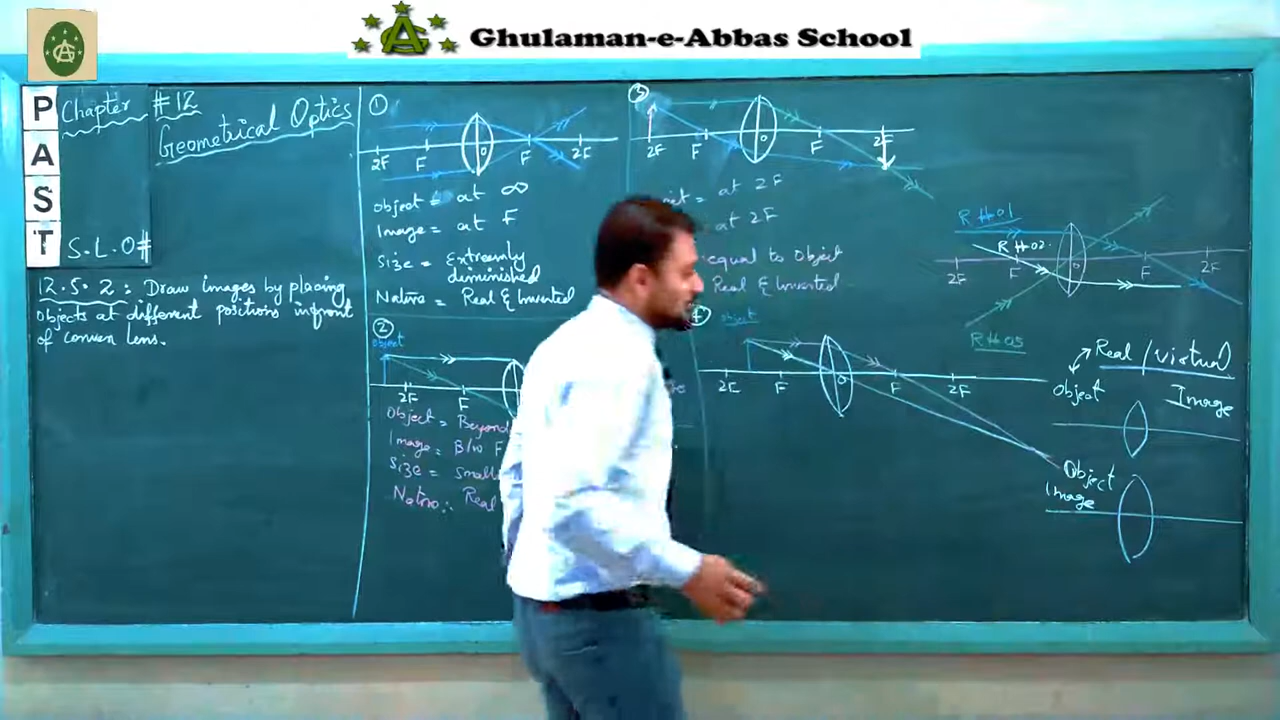 Ghulaman-e-Abbas School
P
A
S
T
Chapter #12
Geometrical Optics
S.L.O#
12.5.2: Draw images by placing
objects at different positions infront
of convex lens.
1
2F F O F 2F
Object = at ∞
Image = at F
Size = Extremly
diminished
Nature = Real & Inverted
2
object
2F F
Object = Beyond
Image = B/w F
Size = Small
Nature: Real
3
2F F O F 2F
= at 2F
at 2F
equal to Object
Real & Inverted
4
object
2F F O F 2F
R#01
R#02
2F F O F 2F
Real / Virtual
Object
Image
Object
Image